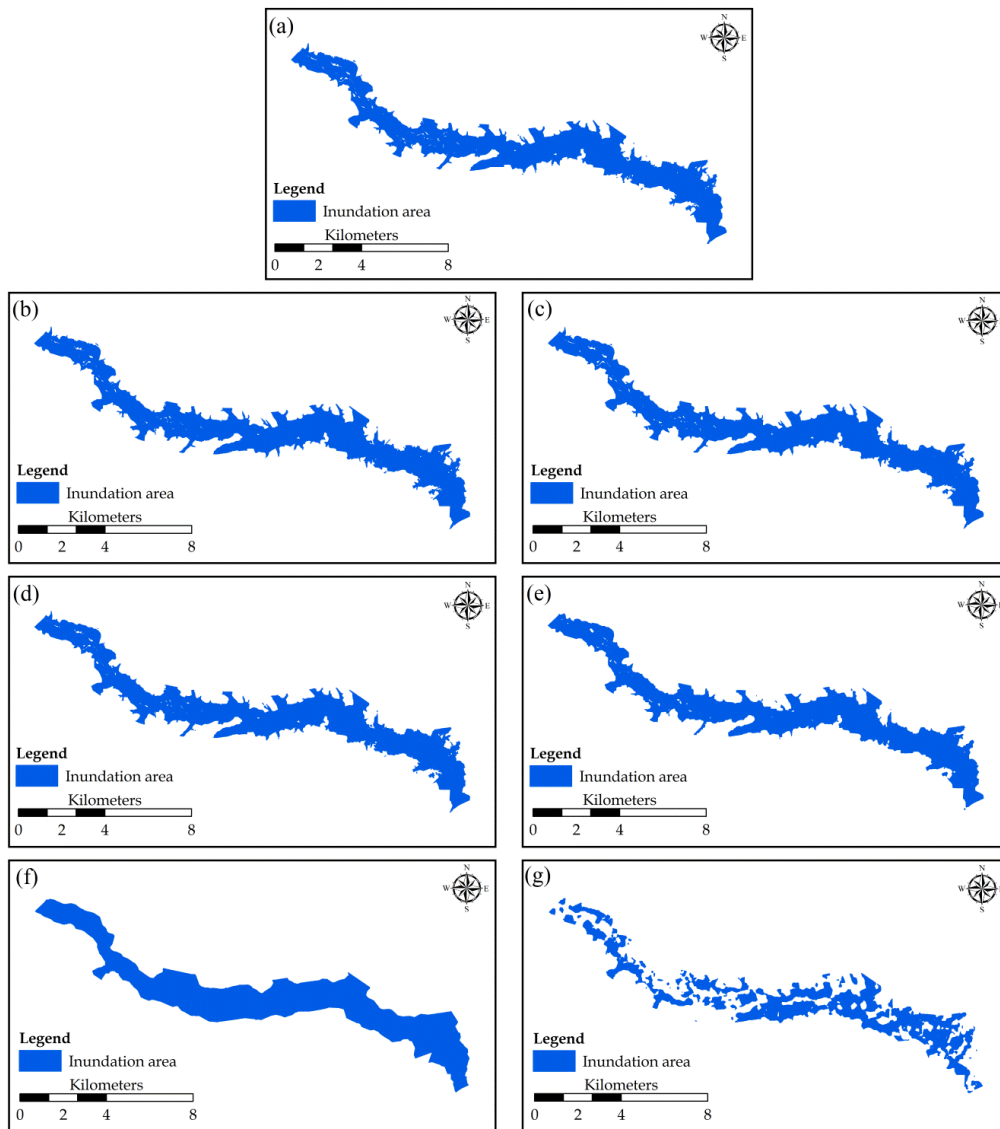 (a)
N
W E
S
Legend
Inundation area
Kilometers
0 2 4 8
(b)
N
W E
S
Legend
Inundation area
Kilometers
0 2 4 8
(c)
N
W E
S
Legend
Inundation area
Kilometers
0 2 4 8
(d)
N
W E
S
Legend
Inundation area
Kilometers
0 2 4 8
(e)
N
W E
S
Legend
Inundation area
Kilometers
0 2 4 8
(f)
N
W E
S
Legend
Inundation area
Kilometers
0 2 4 8
(g)
N
W E
S
Legend
Inundation area
Kilometers
0 2 4 8